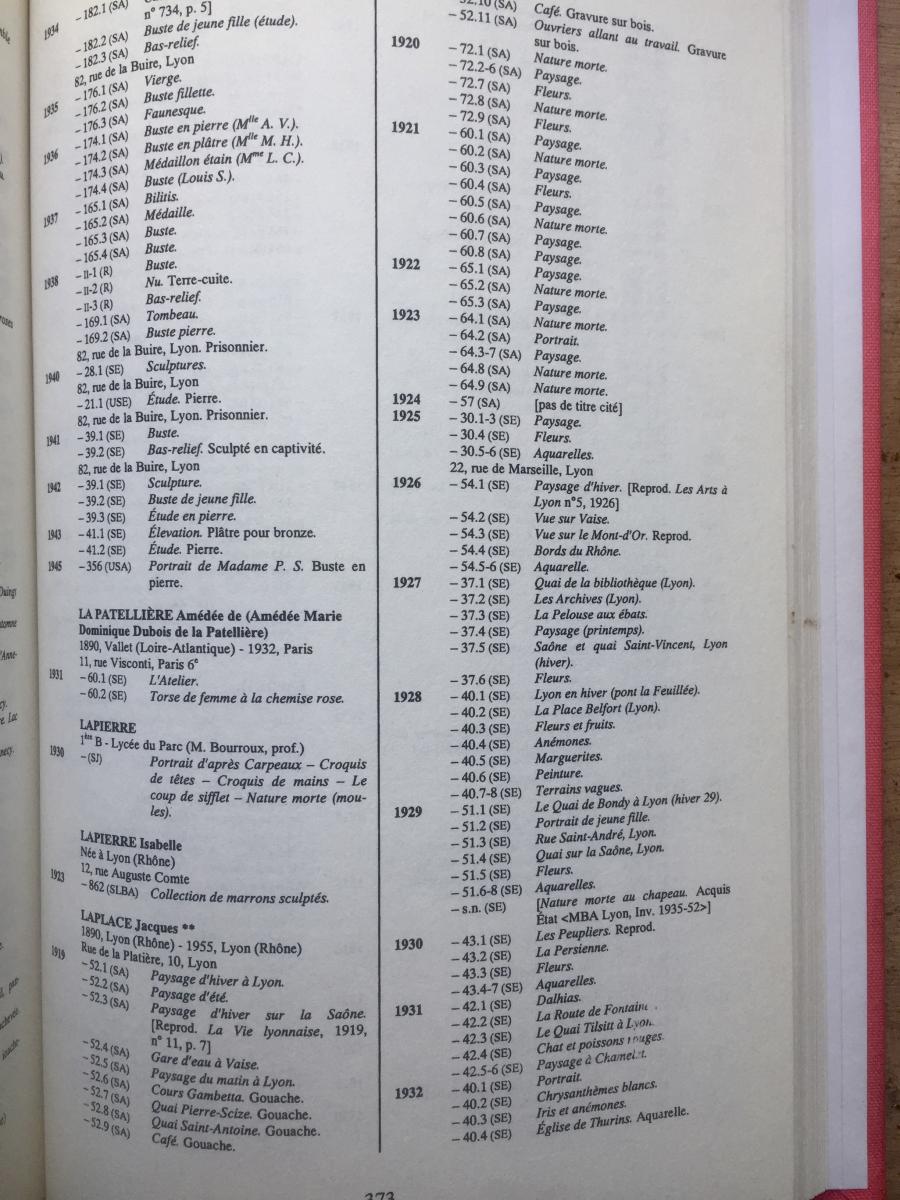 −182.1 (SA)
n° 734, p. 5]
1934 −182.2 (SA) Buste de jeune fille (étude).
−182.3 (SA) Bas-relief.
82, rue de la Buire, Lyon
1935 −176.1 (SA) Vierge.
−176.2 (SA) Buste fillette.
−176.3 (SA) Faunesque.
1936 −174.1 (SA) Buste en pierre (Mlle A. V.).
−174.2 (SA) Buste en plâtre (Mlle M. H.).
−174.3 (SA) Médaillon étain (Mme L. C.).
−174.4 (SA) Buste (Louis S.).
1937 −165.1 (SA) Bilitis.
−165.2 (SA) Médaille.
−165.3 (SA) Buste.
−165.4 (SA) Buste.
1938 −II-1 (R) Buste.
−II-2 (R) Nu. Terre-cuite.
−II-3 (R) Bas-relief.
−169.1 (SA) Tombeau.
−169.2 (SA) Buste pierre.
82, rue de la Buire, Lyon. Prisonnier.
1940 −28.1 (SE) Sculptures.
82, rue de la Buire, Lyon
−21.1 (USE) Étude. Pierre.
82, rue de la Buire, Lyon. Prisonnier.
1941 −39.1 (SE) Buste.
−39.2 (SE) Bas-relief. Sculpté en captivité.
82, rue de la Buire, Lyon
1942 −39.1 (SE) Sculpture.
−39.2 (SE) Buste de jeune fille.
−39.3 (SE) Étude en pierre.
1943 −41.1 (SE) Élevation. Plâtre pour bronze.
−41.2 (SE) Étude. Pierre.
1945 −356 (USA) Portrait de Madame P. S. Buste en
pierre.
LA PATELLIÈRE Amédée de (Amédée Marie
Dominique Dubois de la Patellière)
1890, Vallet (Loire-Atlantique) - 1932, Paris
11, rue Visconti, Paris 6e
1931 −60.1 (SE) L'Atelier.
−60.2 (SE) Torse de femme à la chemise rose.
LAPIERRE
1ère B - Lycée du Parc (M. Bourroux, prof.)
1930 −(SJ) Portrait d'après Carpeaux − Croquis
de têtes − Croquis de mains − Le
coup de sifflet − Nature morte (mou-
les).
LAPIERRE Isabelle
Née à Lyon (Rhône)
12, rue Auguste Comte
1923 −862 (SLBA) Collection de marrons sculptés.
LAPLACE Jacques **
1890, Lyon (Rhône) - 1955, Lyon (Rhône)
Rue de la Platière, 10, Lyon
1919 −52.1 (SA) Paysage d'hiver à Lyon.
−52.2 (SA) Paysage d'été.
−52.3 (SA) Paysage d'hiver sur la Saône.
[Reprod. La Vie lyonnaise, 1919,
n° 11, p. 7]
−52.4 (SA) Gare d'eau à Vaise.
−52.5 (SA) Paysage du matin à Lyon.
−52.6 (SA) Cours Gambetta. Gouache.
−52.7 (SA) Quai Pierre-Scize. Gouache.
−52.8 (SA) Quai Saint-Antoine. Gouache.
−52.9 (SA) Café. Gouache.
−52.10 (SA) Café. Gravure sur bois.
−52.11 (SA) Ouvriers allant au travail. Gravure
sur bois.
1920 −72.1 (SA) Nature morte.
−72.2-6 (SA) Paysage.
−72.7 (SA) Fleurs.
−72.8 (SA) Nature morte.
−72.9 (SA) Fleurs.
1921 −60.1 (SA) Paysage.
−60.2 (SA) Nature morte.
−60.3 (SA) Paysage.
−60.4 (SA) Fleurs.
−60.5 (SA) Paysage.
−60.6 (SA) Nature morte.
−60.7 (SA) Paysage.
−60.8 (SA) Paysage.
1922 −65.1 (SA) Paysage.
−65.2 (SA) Nature morte.
−65.3 (SA) Paysage.
1923 −64.1 (SA) Nature morte.
−64.2 (SA) Portrait.
−64.3-7 (SA) Paysage.
−64.8 (SA) Nature morte.
−64.9 (SA) Nature morte.
1924 −57 (SA) [pas de titre cité]
1925 −30.1-3 (SE) Paysage.
−30.4 (SE) Fleurs.
−30.5-6 (SE) Aquarelles.
22, rue de Marseille, Lyon
1926 −54.1 (SE) Paysage d'hiver. [Reprod. Les Arts à
Lyon n°5, 1926]
−54.2 (SE) Vue sur Vaise.
−54.3 (SE) Vue sur le Mont-d'Or. Reprod.
−54.4 (SE) Bords du Rhône.
−54.5-6 (SE) Aquarelle.
1927 −37.1 (SE) Quai de la bibliothèque (Lyon).
−37.2 (SE) Les Archives (Lyon).
−37.3 (SE) La Pelouse aux ébats.
−37.4 (SE) Paysage (printemps).
−37.5 (SE) Saône et quai Saint-Vincent, Lyon
(hiver).
−37.6 (SE) Fleurs.
1928 −40.1 (SE) Lyon en hiver (pont la Feuillée).
−40.2 (SE) La Place Belfort (Lyon).
−40.3 (SE) Fleurs et fruits.
−40.4 (SE) Anémones.
−40.5 (SE) Marguerites.
−40.6 (SE) Peinture.
−40.7-8 (SE) Terrains vagues.
1929 −51.1 (SE) Le Quai de Bondy à Lyon (hiver 29).
−51.2 (SE) Portrait de jeune fille.
−51.3 (SE) Rue Saint-André, Lyon.
−51.4 (SE) Quai sur la Saône, Lyon.
−51.5 (SE) Fleurs.
−51.6-8 (SE) Aquarelles.
−s.n. (SE) [Nature morte au chapeau. Acquis
État <MBA Lyon, Inv. 1935-52>]
1930 −43.1 (SE) Les Peupliers. Reprod.
−43.2 (SE) La Persienne.
−43.3 (SE) Fleurs.
−43.4-7 (SE) Aquarelles.
1931 −42.1 (SE) Dalhias.
−42.2 (SE) La Route de
−42.3 (SE) Le Quai Tilsitt à Lyon.
−42.4 (SE) Chat et poissons rouges.
−42.5-6 (SE) Paysage à Chamelet.
1932 −40.1 (SE) Portrait.
−40.2 (SE) Chrysanthèmes blancs.
−40.3 (SE) Iris et anémones.
−40.4 (SE) Église de Thurins. Aquarelle.
373